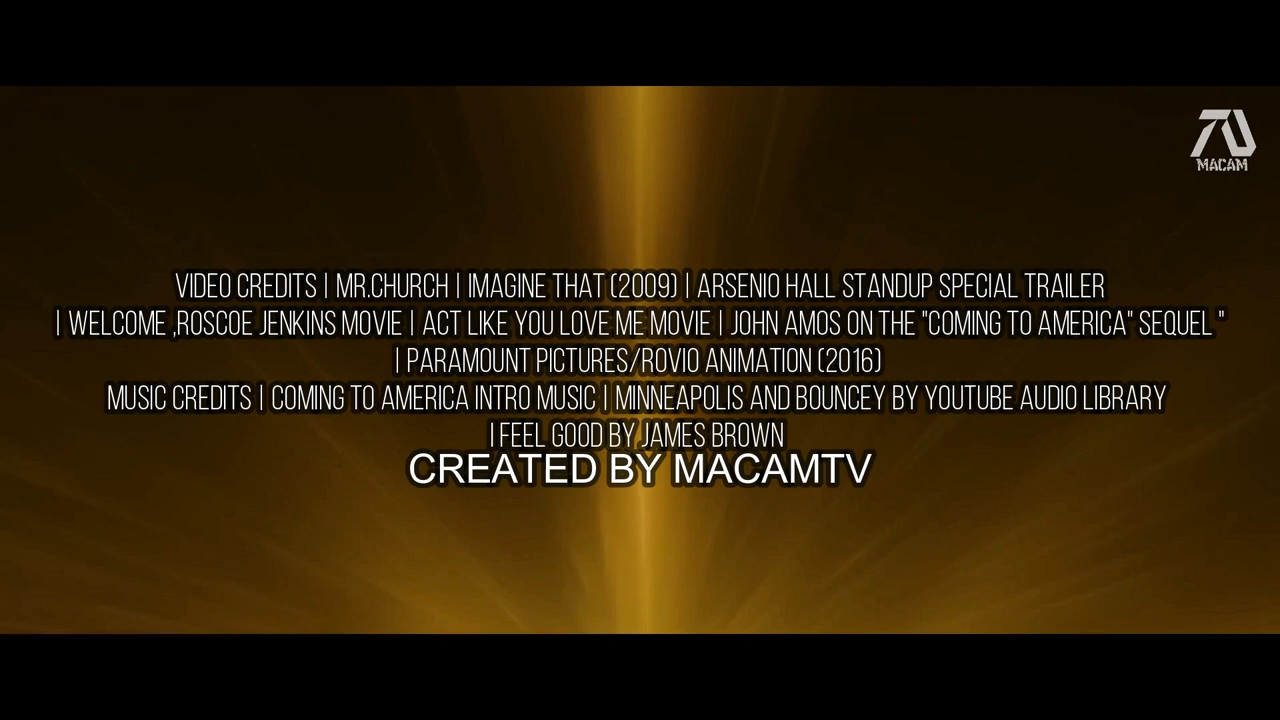 MACAM
VIDEO CREDITS | MR.CHURCH | IMAGINE THAT (2009) | ARSENIO HALL STANDUP SPECIAL TRAILER
| WELCOME ,ROSCOE JENKINS MOVIE | ACT LIKE YOU LOVE ME MOVIE | JOHN AMOS ON THE "COMING TO AMERICA" SEQUEL "
| PARAMOUNT PICTURES/ROVIO ANIMATION (2016)
MUSIC CREDITS | COMING TO AMERICA INTRO MUSIC | MINNEAPOLIS AND BOUNCEY BY YOUTUBE AUDIO LIBRARY
I FEEL GOOD BY JAMES BROWN
CREATED BY MACAMTV